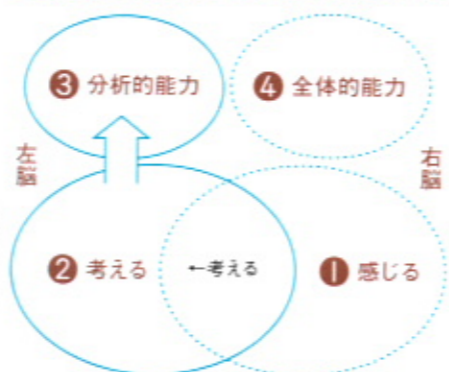 ❸ 分析的能力
❹ 全体的能力
左脳
右脳
❷ 考える
←考える
❶ 感じる